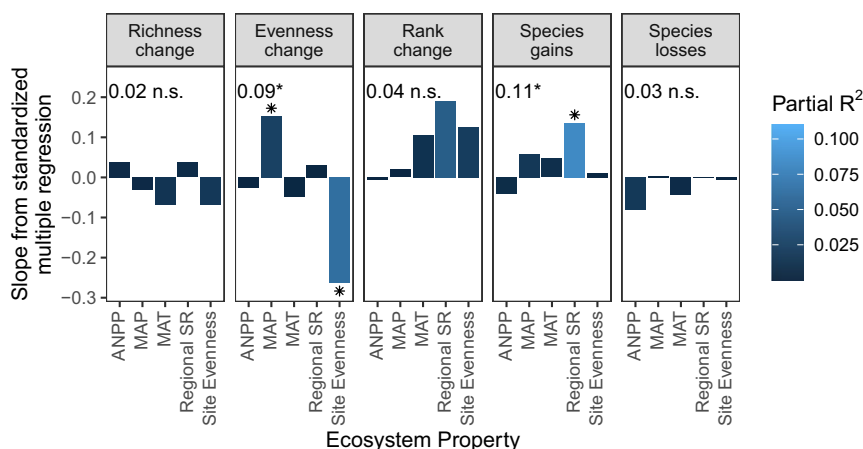 Richness change
Evenness change
Rank change
Species gains
Species losses
0.02 n.s.
0.09*
0.04 n.s.
0.11*
0.03 n.s.
*
*
*
Slope from standardized
multiple regression
0.2
0.1
0.0
−0.1
−0.2
−0.3
ANPP
MAP
MAT
Regional SR
Site Evenness
ANPP
MAP
MAT
Regional SR
Site Evenness
ANPP
MAP
MAT
Regional SR
Site Evenness
ANPP
MAP
MAT
Regional SR
Site Evenness
ANPP
MAP
MAT
Regional SR
Site Evenness
Ecosystem Property
Partial R²
0.100
0.075
0.050
0.025